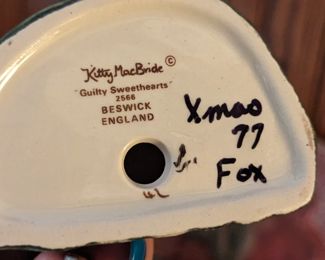 Kitty MacBride ©
"Guilty Sweethearts"
2566
BESWICK
ENGLAND
Xmas
77
Fox